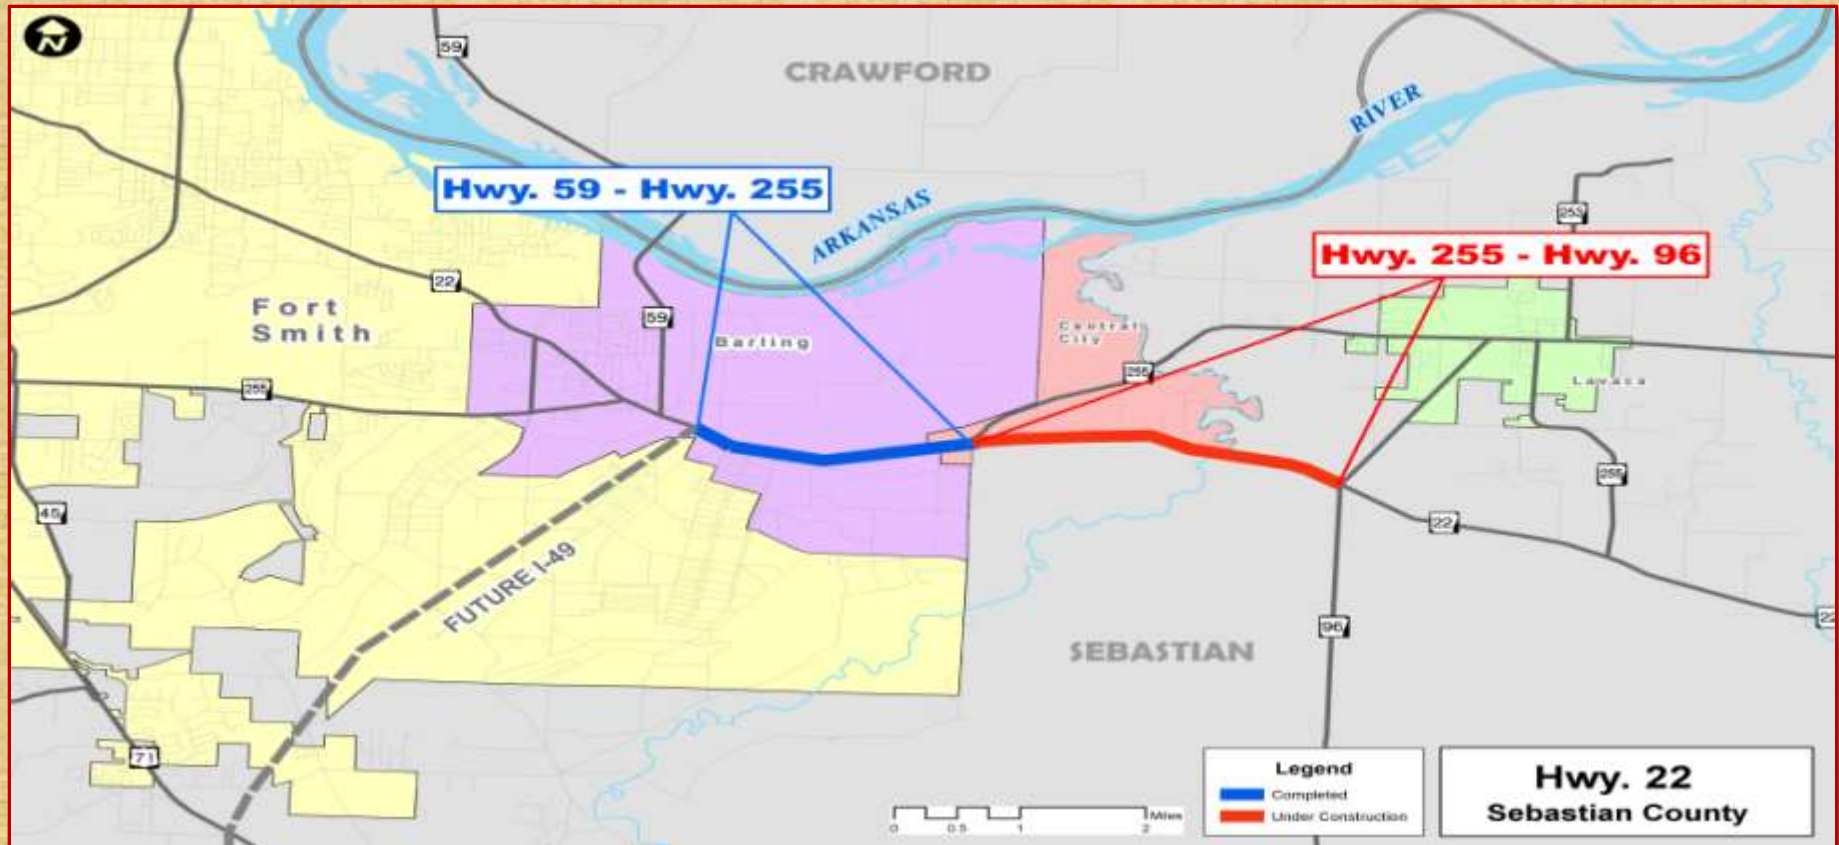 N
59
CRAWFORD
RIVER
Hwy. 59 - Hwy. 255
ARKANSAS
253
Hwy. 255 - Hwy. 96
22
Fort
Smith
59
Barling
Central
City
255
255
Lavaca
45
255
22
FUTURE I-49
22
96
SEBASTIAN
71
Legend
Completed
Under Construction
0 0.5 1 2 Miles
Hwy. 22
Sebastian County